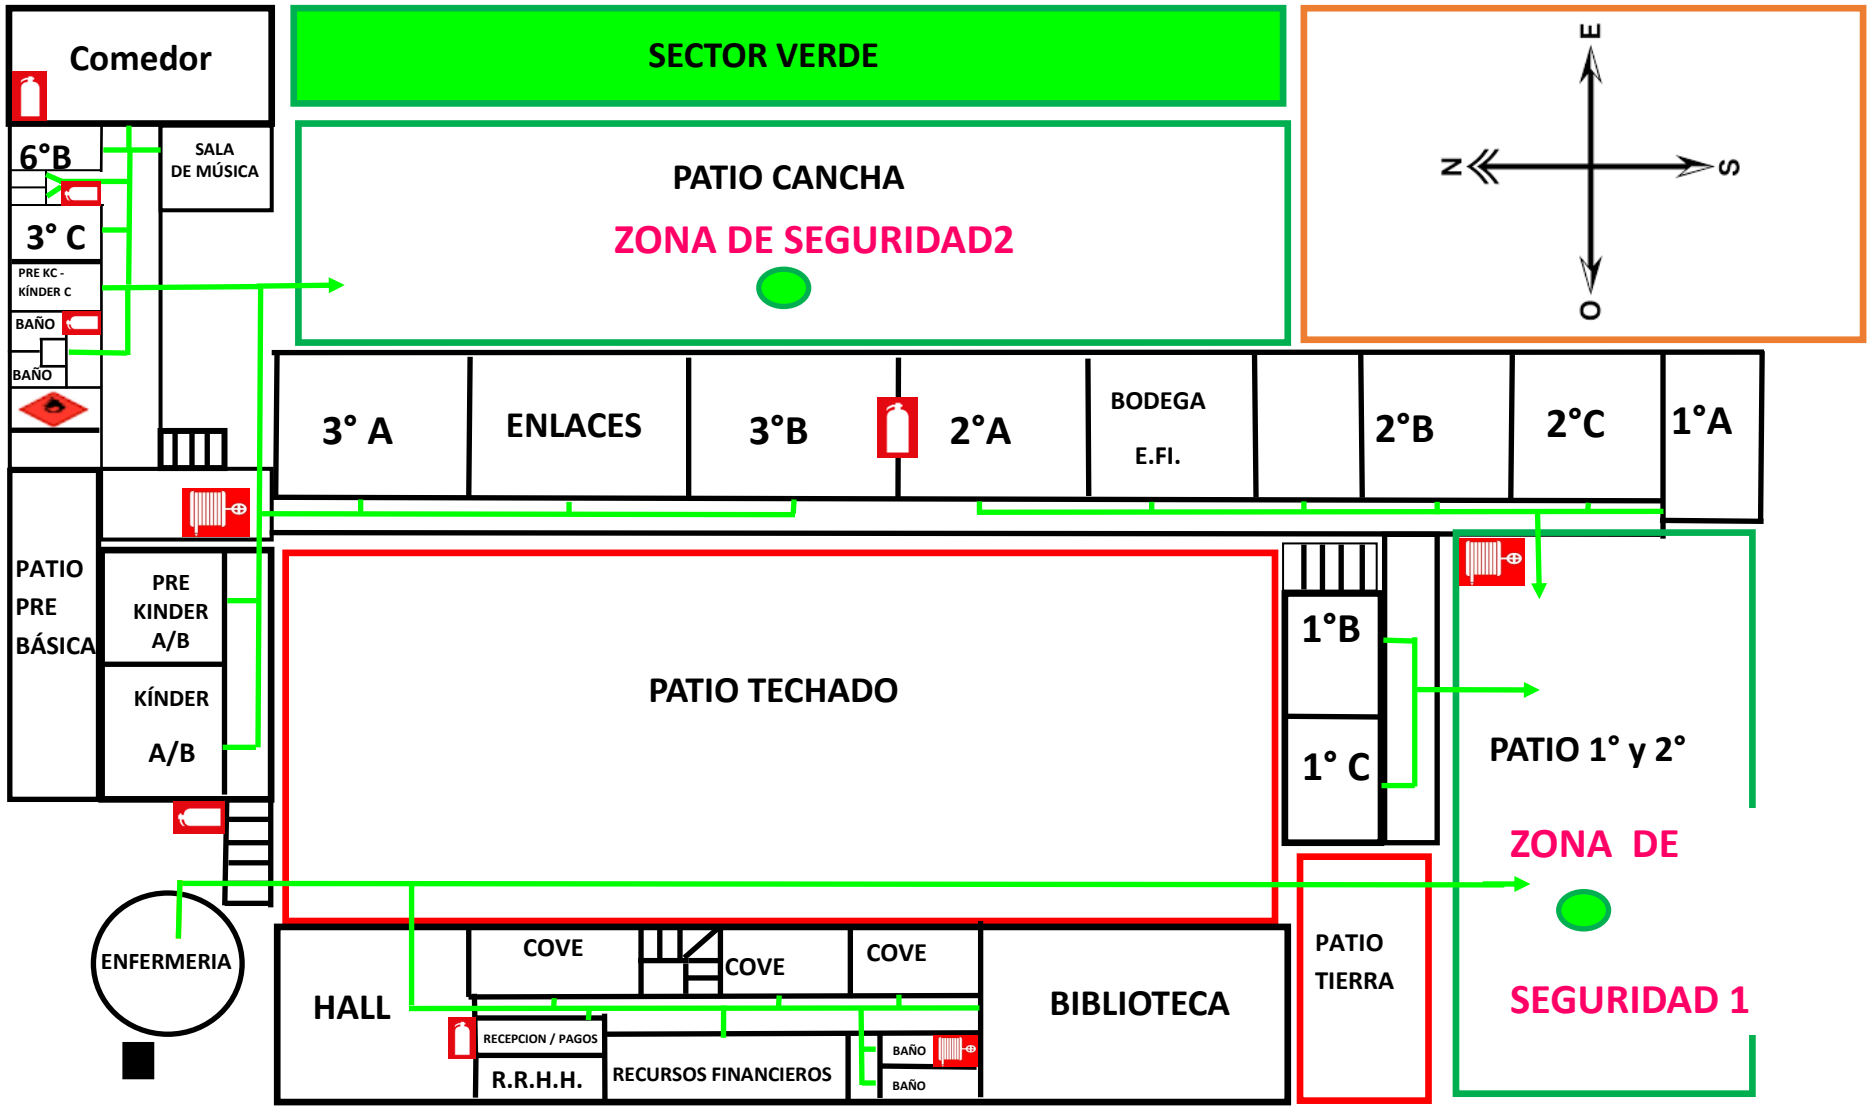 Comedor
SECTOR VERDE
E
N
S
O
6°B
SALA
DE MÚSICA
PATIO CANCHA
ZONA DE SEGURIDAD2
3° C
PRE KC -
KÍNDER C
BAÑO
BAÑO
3° A
ENLACES
3°B
2°A
BODEGA
E.FI.
2°B
2°C
1°A
PATIO
PRE
BÁSICA
PRE
KINDER
A/B
KÍNDER
A/B
PATIO TECHADO
1°B
1° C
PATIO 1° y 2°
ZONA DE
SEGURIDAD 1
PATIO
TIERRA
ENFERMERIA
HALL
COVE
COVE
COVE
BIBLIOTECA
RECEPCION / PAGOS
R.R.H.H.
RECURSOS FINANCIEROS
BAÑO
BAÑO